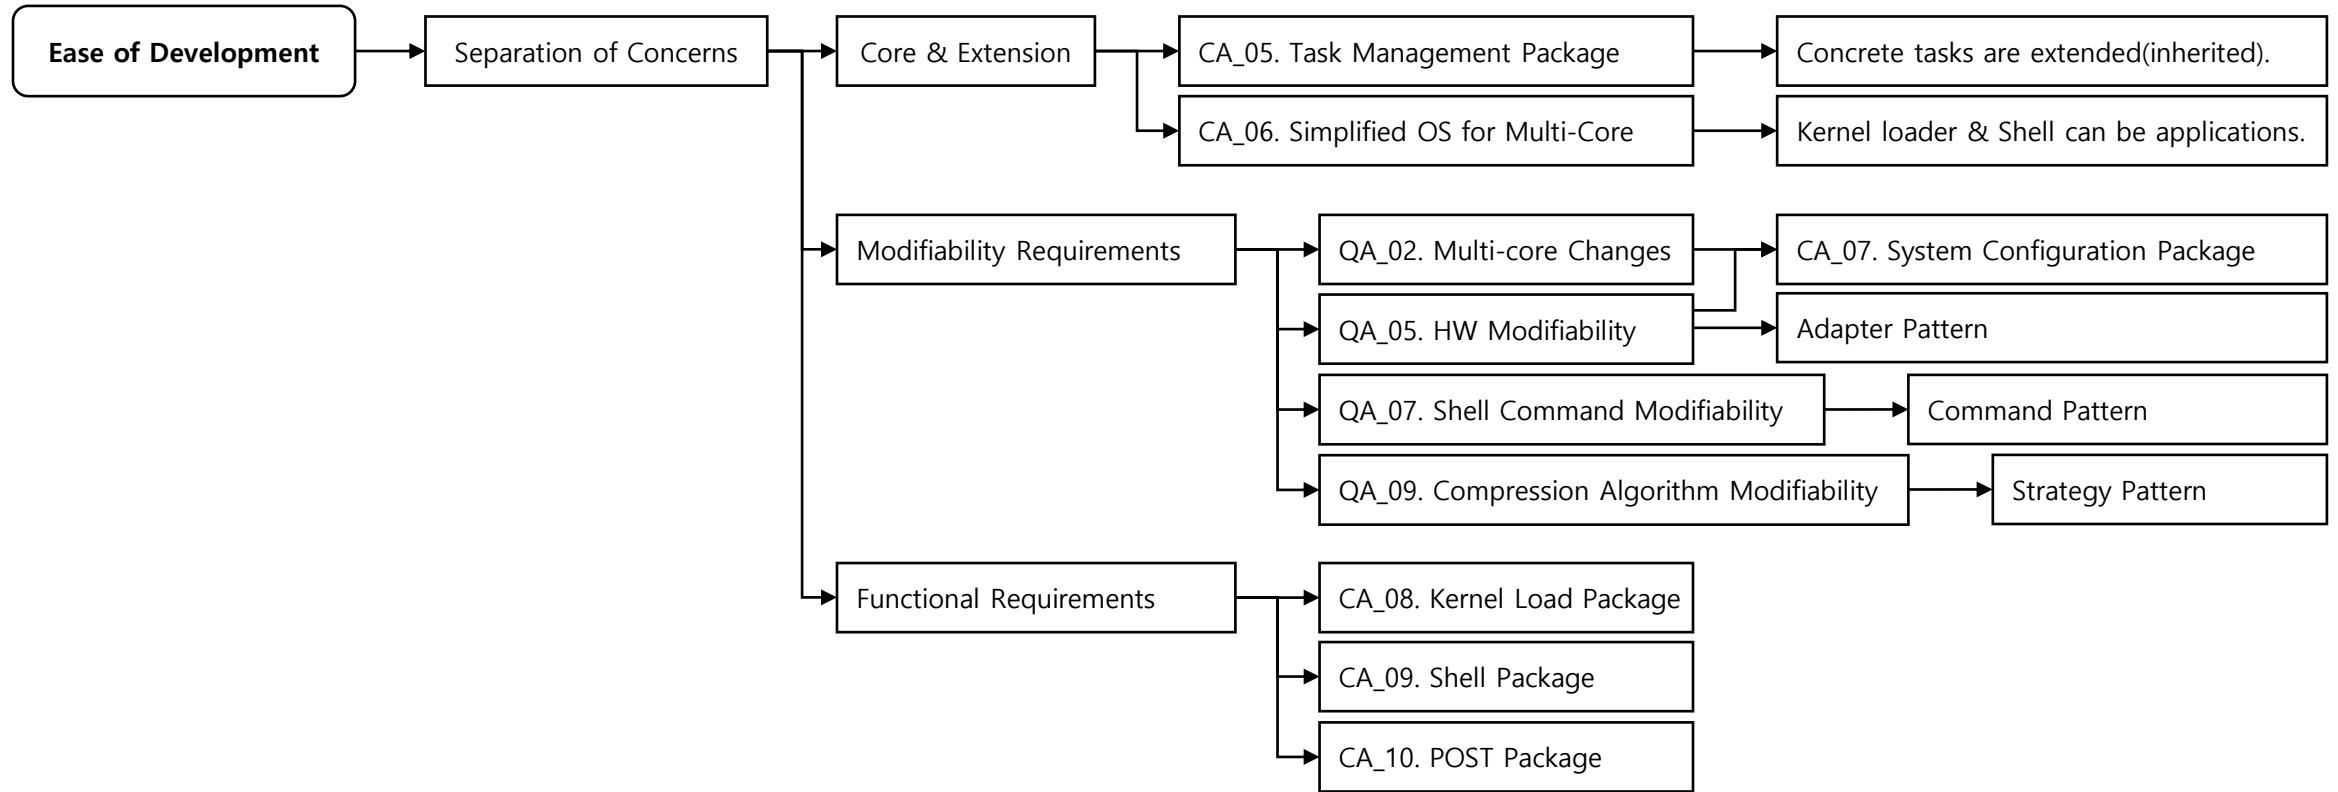 Ease of Development
Separation of Concerns
Core & Extension
CA_05. Task Management Package
Concrete tasks are extended(inherited).
CA_06. Simplified OS for Multi-Core
Kernel loader & Shell can be applications.
Modifiability Requirements
QA_02. Multi-core Changes
CA_07. System Configuration Package
QA_05. HW Modifiability
Adapter Pattern
QA_07. Shell Command Modifiability
Command Pattern
QA_09. Compression Algorithm Modifiability
Strategy Pattern
Functional Requirements
CA_08. Kernel Load Package
CA_09. Shell Package
CA_10. POST Package